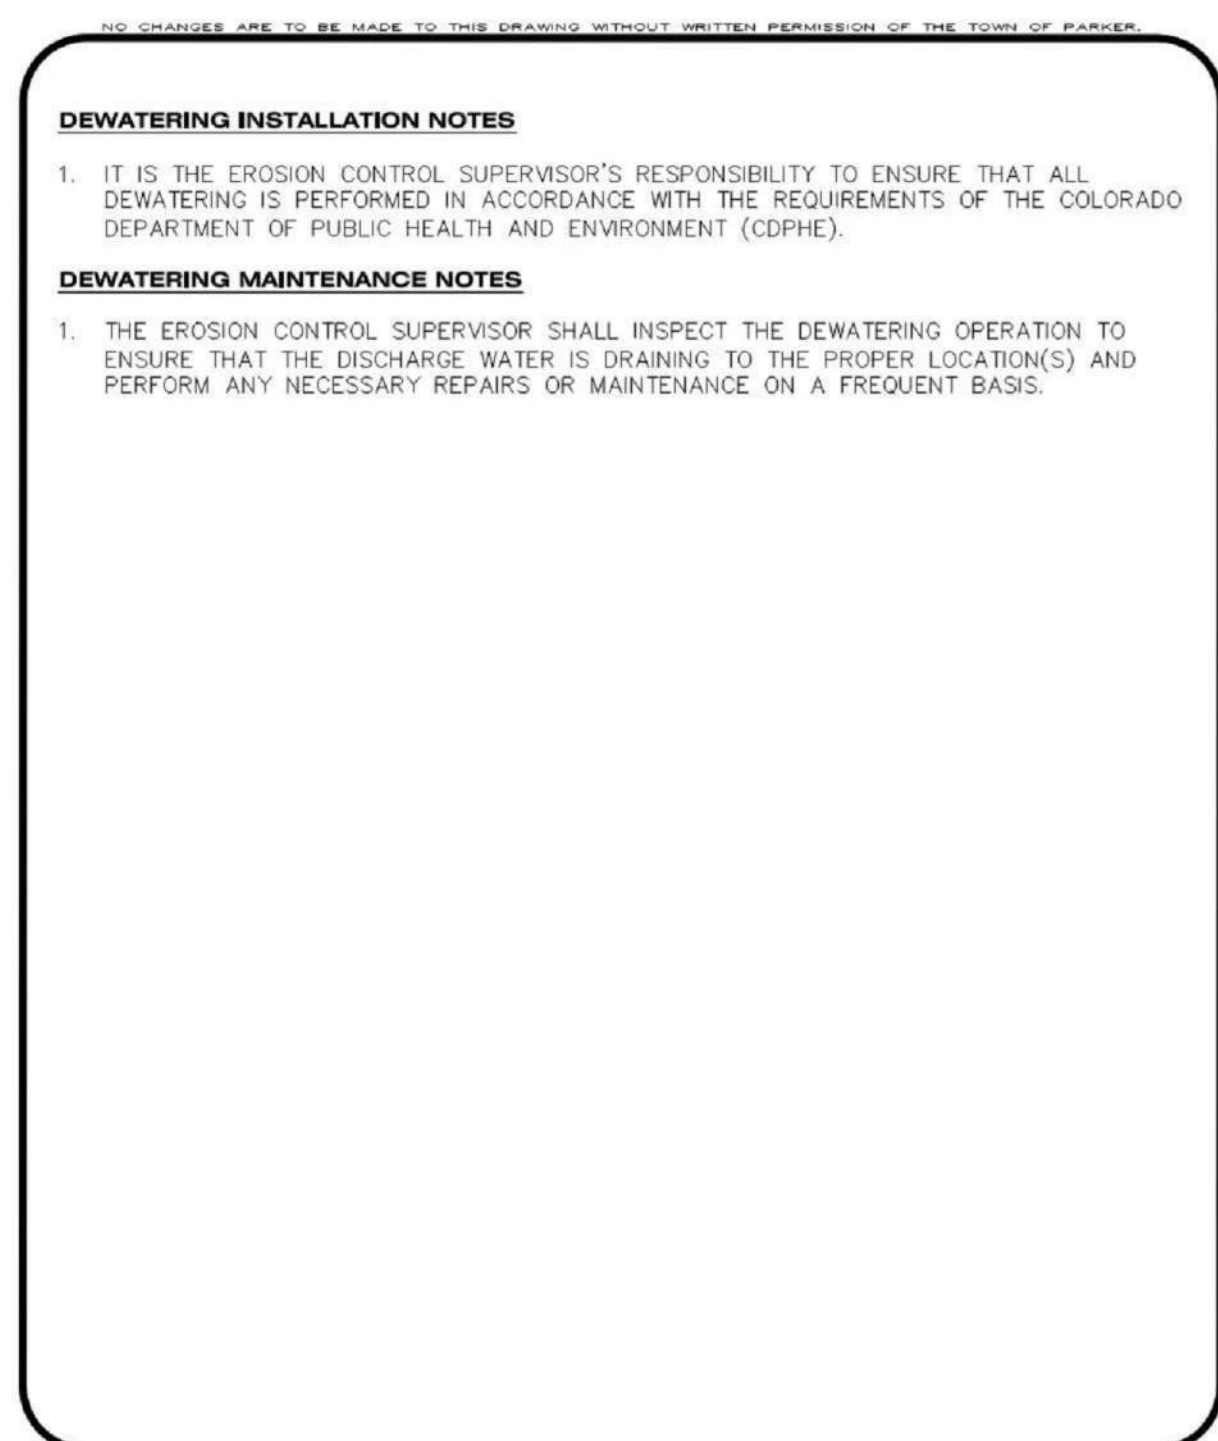 NO CHANGES ARE TO BE MADE TO THIS DRAWING WITHOUT WRITTEN PERMISSION OF THE TOWN OF PARKER.
DEWATERING INSTALLATION NOTES
1. IT IS THE EROSION CONTROL SUPERVISOR'S RESPONSIBILITY TO ENSURE THAT ALL
DEWATERING IS PERFORMED IN ACCORDANCE WITH THE REQUIREMENTS OF THE COLORADO
DEPARTMENT OF PUBLIC HEALTH AND ENVIRONMENT (CDPHE).
DEWATERING MAINTENANCE NOTES
1. THE EROSION CONTROL SUPERVISOR SHALL INSPECT THE DEWATERING OPERATION TO
ENSURE THAT THE DISCHARGE WATER IS DRAINING TO THE PROPER LOCATION(S) AND
PERFORM ANY NECESSARY REPAIRS OR MAINTENANCE ON A FREQUENT BASIS.